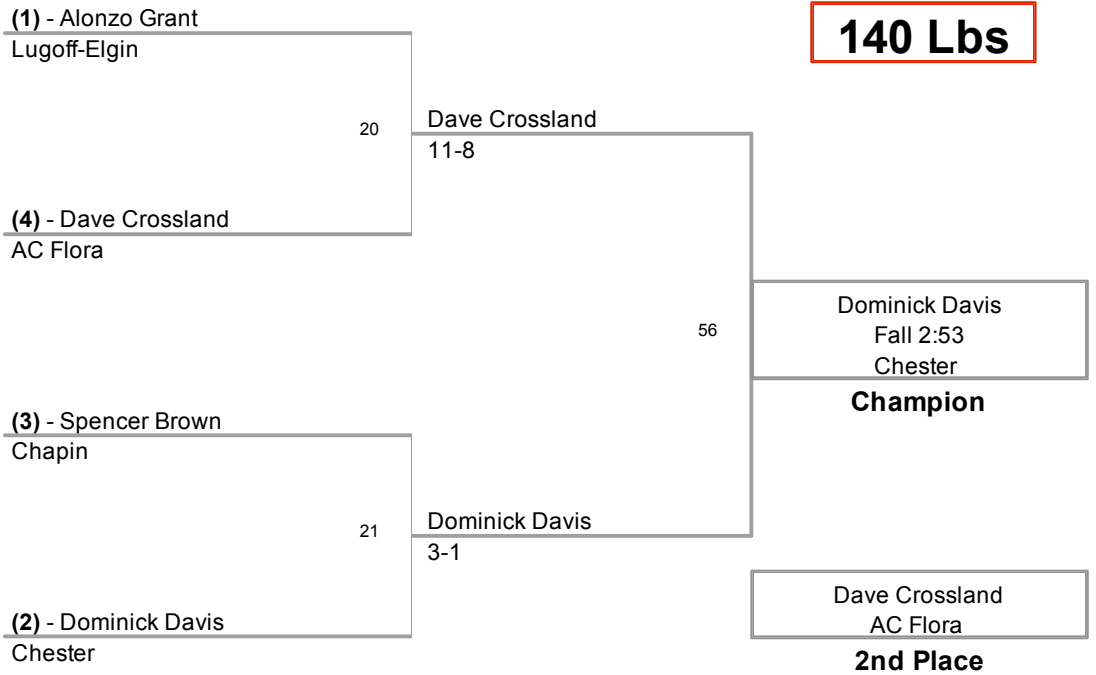 (1) - Alonzo Grant
Lugoff-Elgin
140 Lbs
20
Dave Crossland
11-8
(4) - Dave Crossland
AC Flora
56
Dominick Davis
Fall 2:53
Chester
Champion
(3) - Spencer Brown
Chapin
21
Dominick Davis
3-1
(2) - Dominick Davis
Chester
Dave Crossland
AC Flora
2nd Place